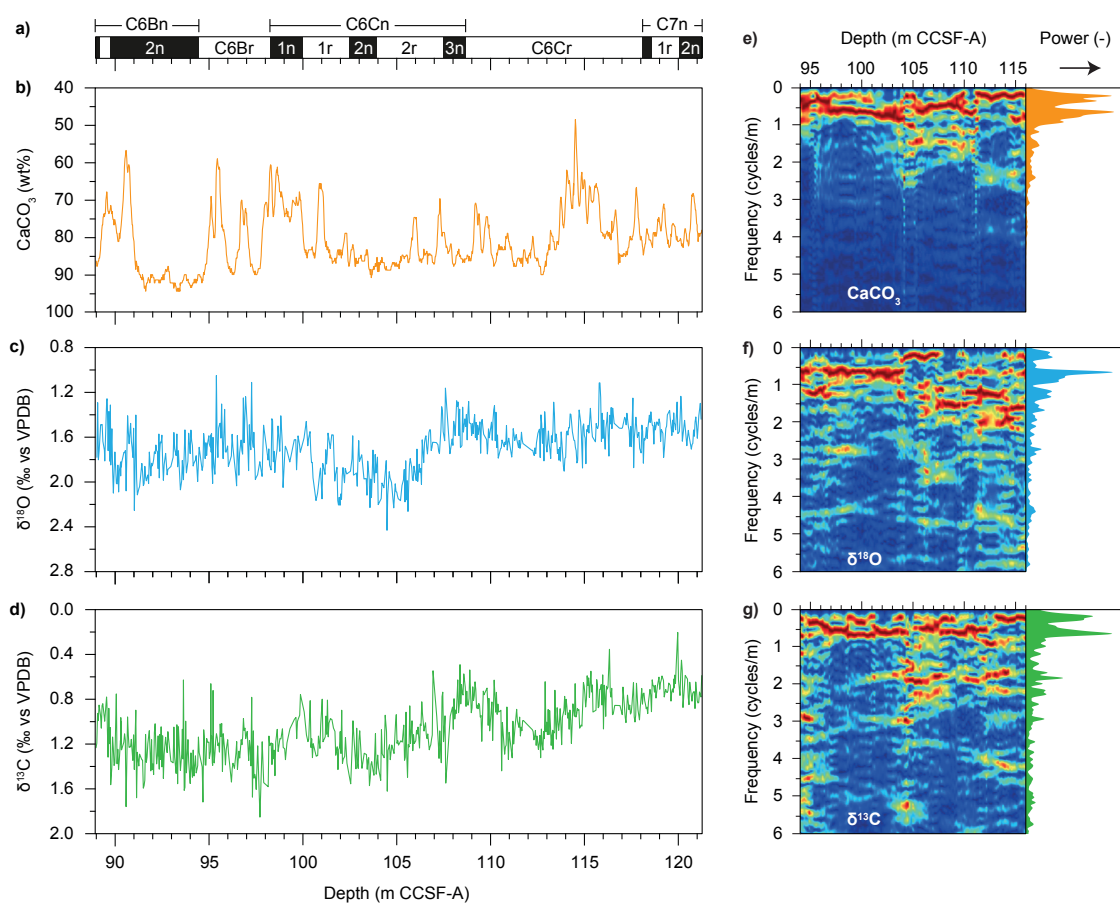 C6Bn C6Cn C7n
a) 2n C6Br 1n 1r 2n 2r 3n C6Cr 1r 2n
b) 40 50 60 70 80 90 100
CaCO₃ (wt%)
c) 0.8 1.2 1.6 2.0 2.4 2.8
δ¹⁸O (‰ vs VPDB)
d) 0.0 0.4 0.8 1.2 1.6 2.0
δ¹³C (‰ vs VPDB)
90 95 100 105 110 115 120
Depth (m CCSF-A)
e) Depth (m CCSF-A) Power (-)
95 100 105 110 115
0 1 2 3 4 5 6
Frequency (cycles/m)
CaCO₃
f) 0 1 2 3 4 5 6
Frequency (cycles/m)
δ¹⁸O
g) 0 1 2 3 4 5 6
Frequency (cycles/m)
δ¹³C